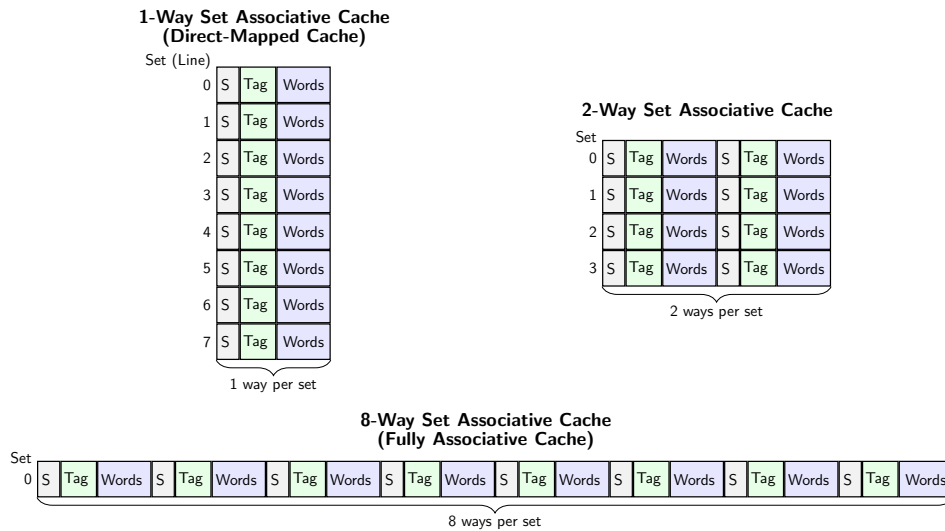 1-Way Set Associative Cache
(Direct-Mapped Cache)
Set (Line)
0 S Tag Words
1 S Tag Words
2 S Tag Words
3 S Tag Words
4 S Tag Words
5 S Tag Words
6 S Tag Words
7 S Tag Words
1 way per set
2-Way Set Associative Cache
Set
0 S Tag Words S Tag Words
1 S Tag Words S Tag Words
2 S Tag Words S Tag Words
3 S Tag Words S Tag Words
2 ways per set
8-Way Set Associative Cache
(Fully Associative Cache)
Set
0 S Tag Words S Tag Words S Tag Words S Tag Words S Tag Words S Tag Words S Tag Words S Tag Words
8 ways per set